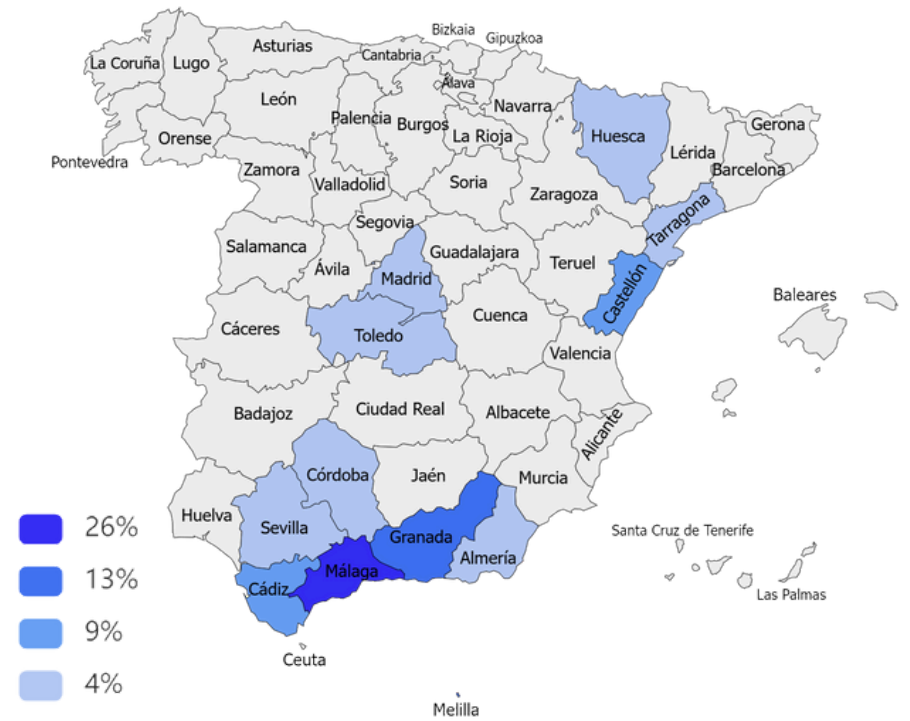 Bizkaia
Gipuzkoa
Asturias
Cantabria
La Coruña
Lugo
Álava
León
Navarra
Palencia
Burgos
La Rioja
Huesca
Gerona
Orense
Lérida
Pontevedra
Zamora
Barcelona
Valladolid
Soria
Zaragoza
Segovia
Tarragona
Salamanca
Guadalajara
Ávila
Madrid
Teruel
Castellón
Baleares
Cáceres
Toledo
Cuenca
Valencia
Badajoz
Ciudad Real
Albacete
Alicante
Córdoba
Jaén
Murcia
Huelva
Sevilla
Granada
Almería
Santa Cruz de Tenerife
26%
Málaga
13%
Cádiz
Las Palmas
9%
Ceuta
4%
Melilla